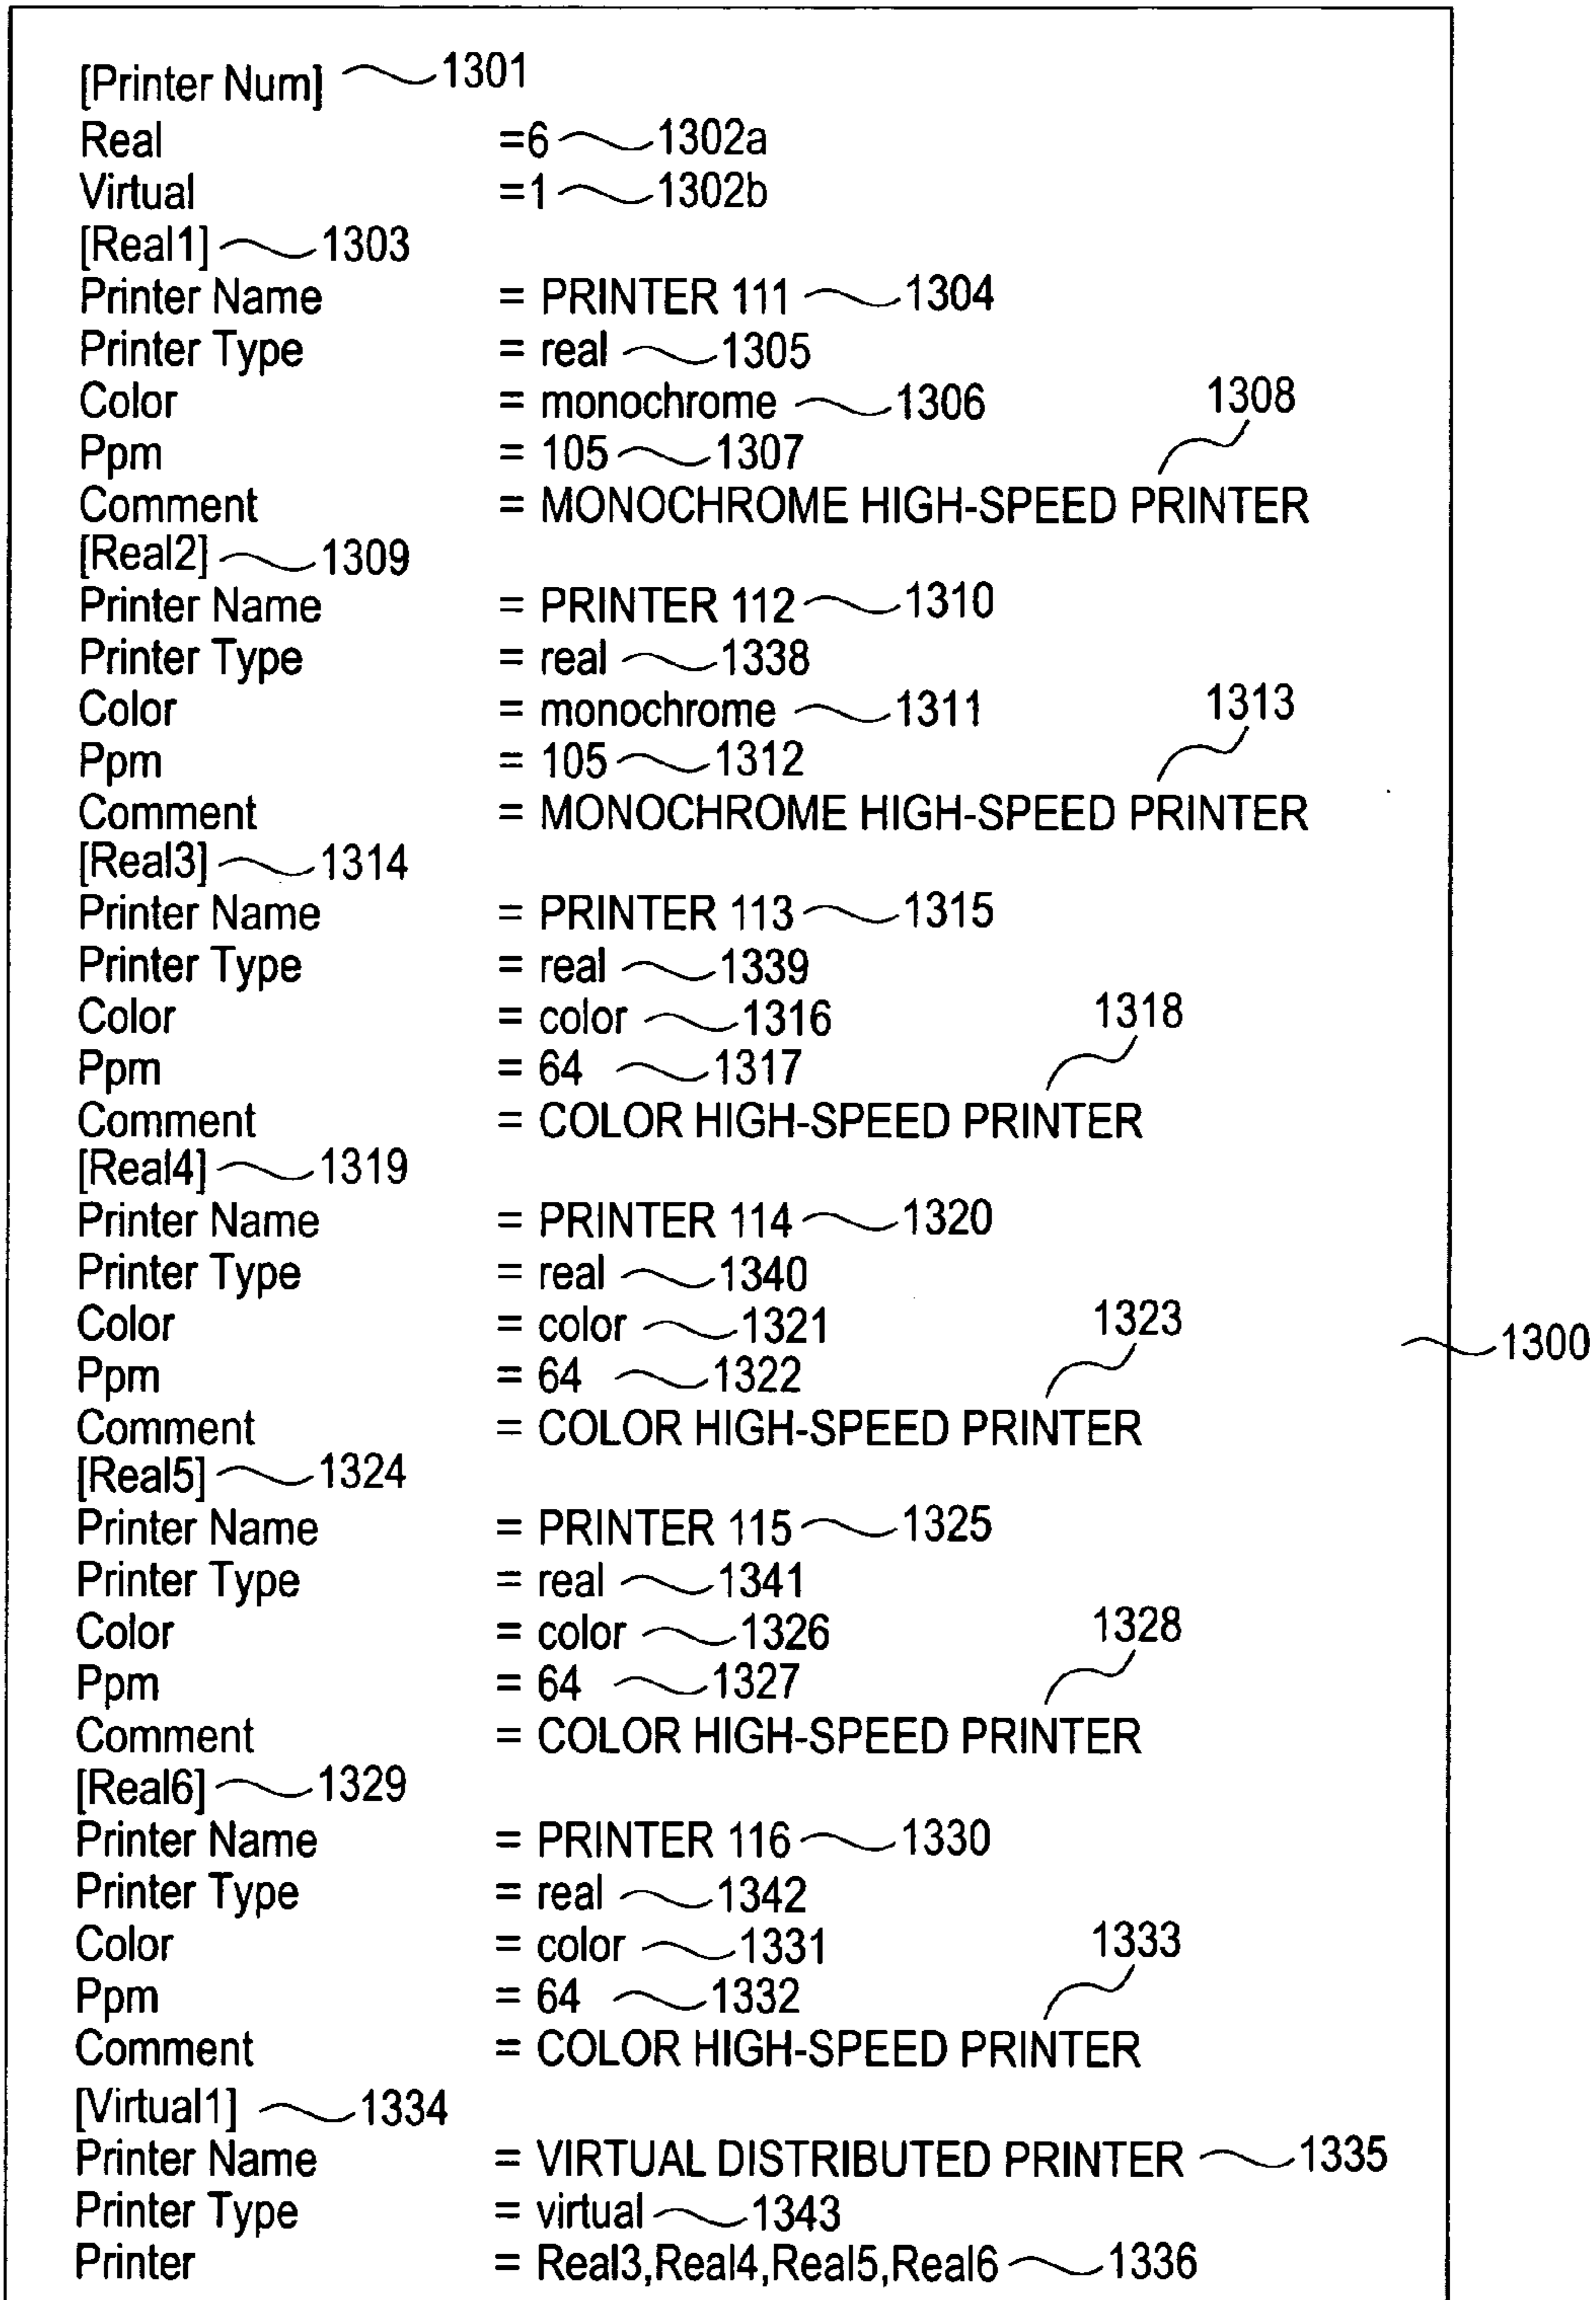 [Printer Num] 1301
Real =6 1302a
Virtual =1 1302b
[Real1] 1303
Printer Name = PRINTER 111 1304
Printer Type = real 1305
Color = monochrome 1306 1308
Ppm = 105 1307
Comment = MONOCHROME HIGH-SPEED PRINTER
[Real2] 1309
Printer Name = PRINTER 112 1310
Printer Type = real 1338
Color = monochrome 1311 1313
Ppm = 105 1312
Comment = MONOCHROME HIGH-SPEED PRINTER
[Real3] 1314
Printer Name = PRINTER 113 1315
Printer Type = real 1339
Color = color 1316 1318
Ppm = 64 1317
Comment = COLOR HIGH-SPEED PRINTER
[Real4] 1319
Printer Name = PRINTER 114 1320
Printer Type = real 1340
Color = color 1321 1323 1300
Ppm = 64 1322
Comment = COLOR HIGH-SPEED PRINTER
[Real5] 1324
Printer Name = PRINTER 115 1325
Printer Type = real 1341
Color = color 1326 1328
Ppm = 64 1327
Comment = COLOR HIGH-SPEED PRINTER
[Real6] 1329
Printer Name = PRINTER 116 1330
Printer Type = real 1342
Color = color 1331 1333
Ppm = 64 1332
Comment = COLOR HIGH-SPEED PRINTER
[Virtual1] 1334
Printer Name = VIRTUAL DISTRIBUTED PRINTER 1335
Printer Type = virtual 1343
Printer = Real3,Real4,Real5,Real6 1336